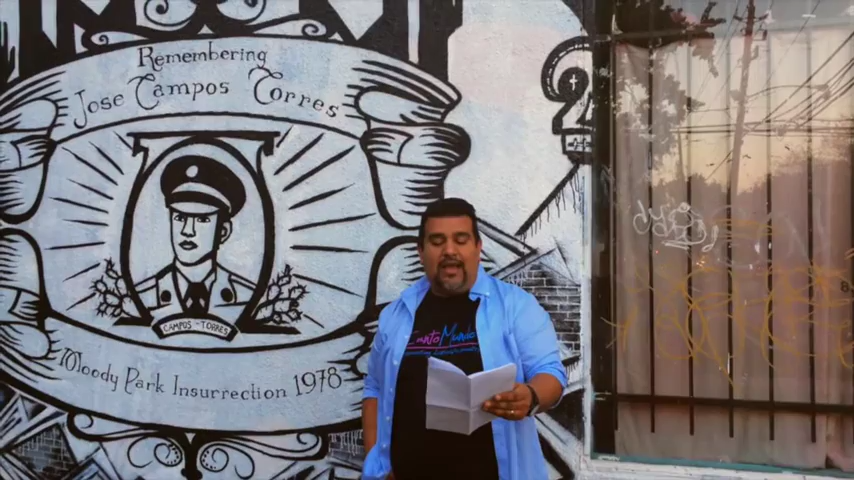 Remembering
Jose Campos Torres
CAMPOS-TORRES
Moody Park Insurrection 1978
CantoMundo